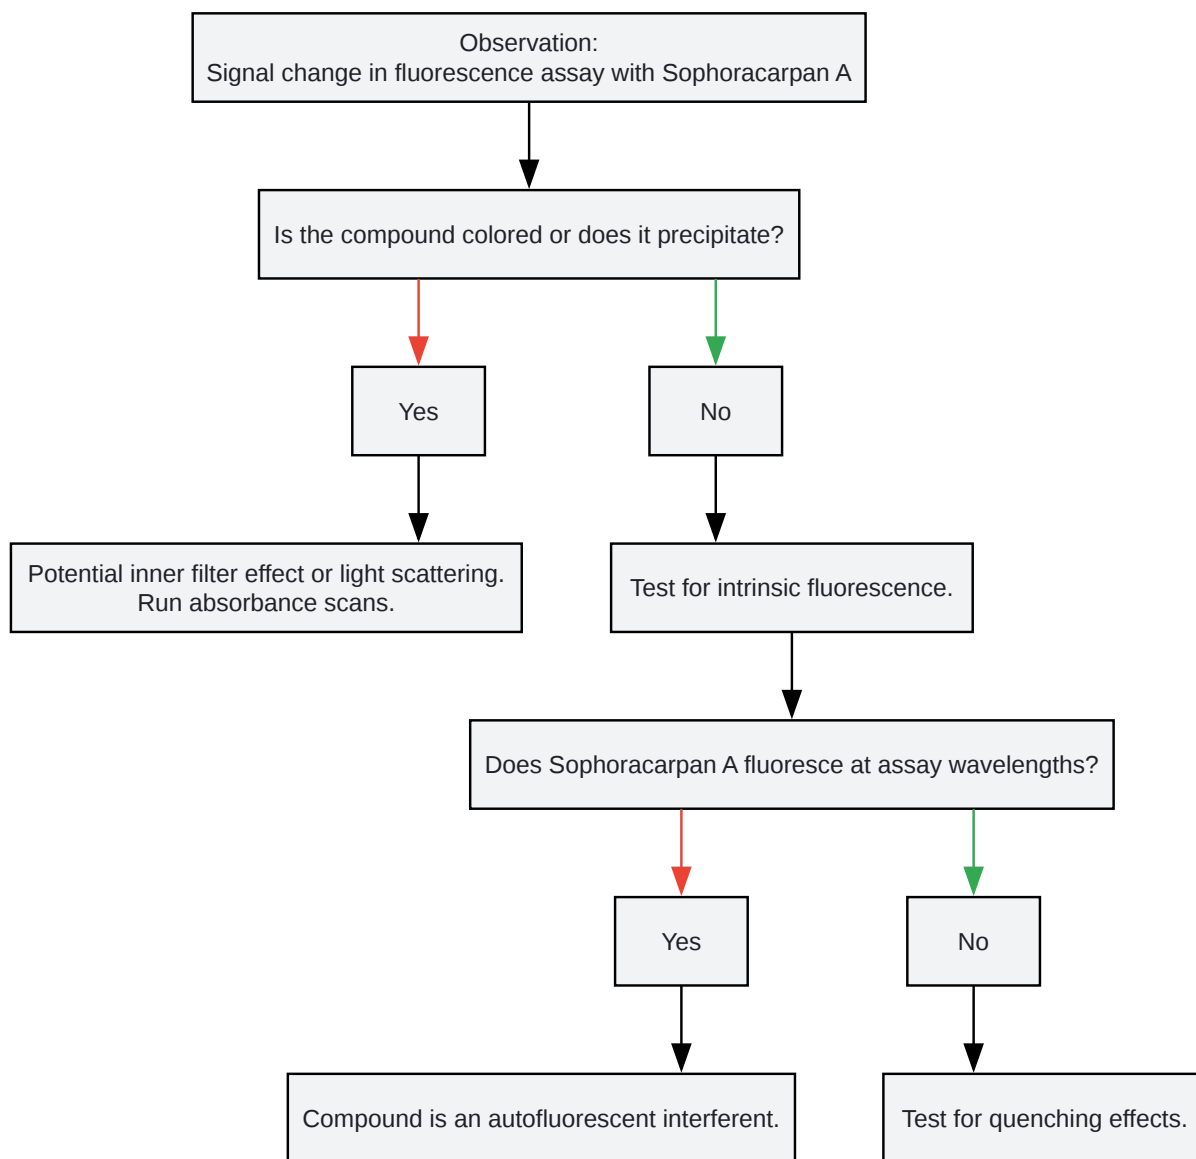 Observation:
Signal change in fluorescence assay with Sophoracarpan A
Is the compound colored or does it precipitate?
Yes
No
Potential inner filter effect or light scattering.
Run absorbance scans.
Test for intrinsic fluorescence.
Does Sophoracarpan A fluoresce at assay wavelengths?
Yes
No
Compound is an autofluorescent interferent.
Test for quenching effects.